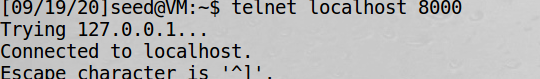 [09/19/20]seed@VM:~$ telnet localhost 8000
Trying 127.0.0.1...
Connected to localhost.
Escape character is '^]'.